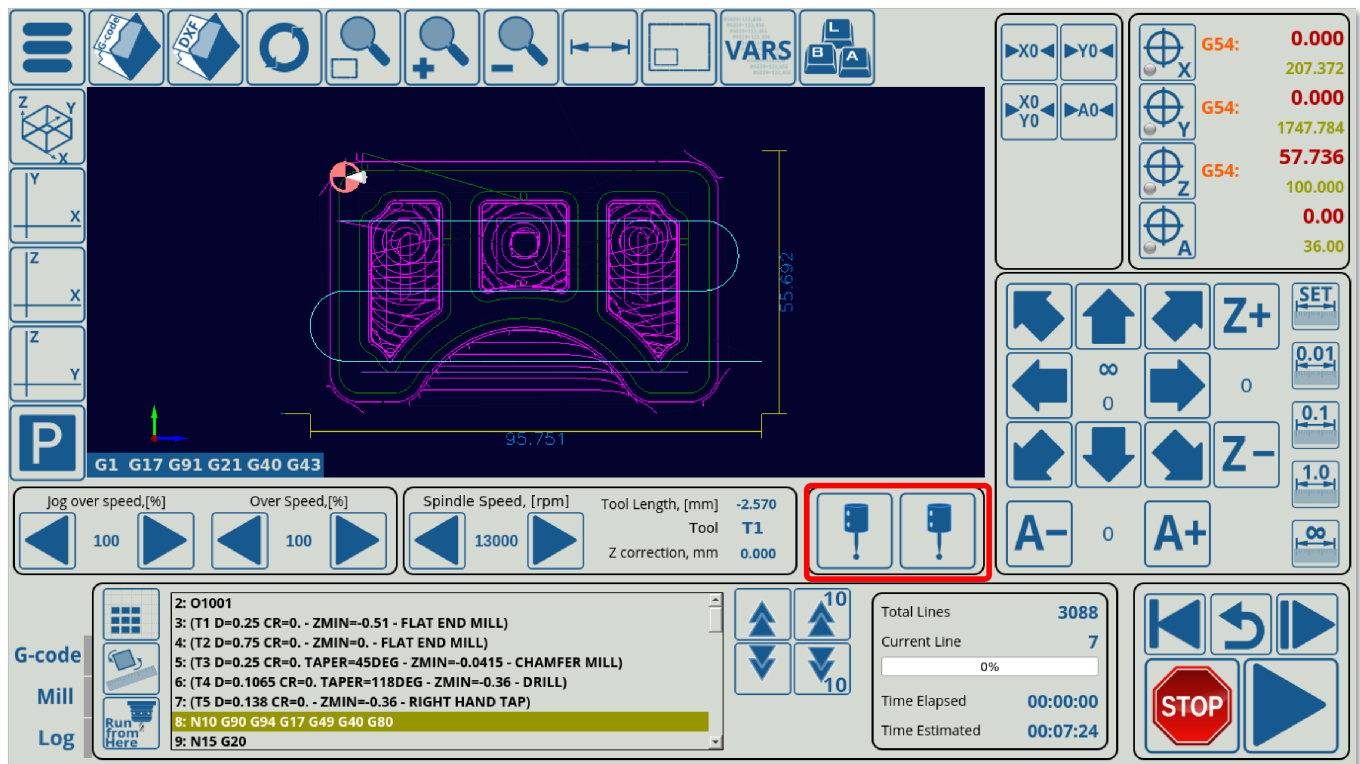 G-code
DXF
VARS
L
B A
X0 Y0
X0 Y0 A0
G54: 0.000
207.372
X
G54: 0.000
1747.784
Y
G54: 57.736
100.000
Z
0.00
36.00
A
Z Y
X
Y
X
Z
X
Z
Y
P
55.692
95.751
G1 G17 G91 G21 G40 G43
SET
0.01
0.1
1.0
∞
Z+
∞
0
0
Z-
A- 0 A+
Jog over speed,[%] Over Speed,[%]
100 100
Spindle Speed, [rpm]
13000
Tool Length, [mm] -2.570
Tool T1
Z correction, mm 0.000
G-code
Mill
Log
Run
from
Here
2: O1001
3: (T1 D=0.25 CR=0. - ZMIN=-0.51 - FLAT END MILL)
4: (T2 D=0.75 CR=0. - ZMIN=0. - FLAT END MILL)
5: (T3 D=0.25 CR=0. TAPER=45DEG - ZMIN=-0.0415 - CHAMFER MILL)
6: (T4 D=0.1065 CR=0. TAPER=118DEG - ZMIN=-0.36 - DRILL)
7: (T5 D=0.138 CR=0. - ZMIN=-0.36 - RIGHT HAND TAP)
8: N10 G90 G94 G17 G49 G40 G80
9: N15 G20
10
10
Total Lines 3088
Current Line 7
0%
Time Elapsed 00:00:00
Time Estimated 00:07:24
STOP